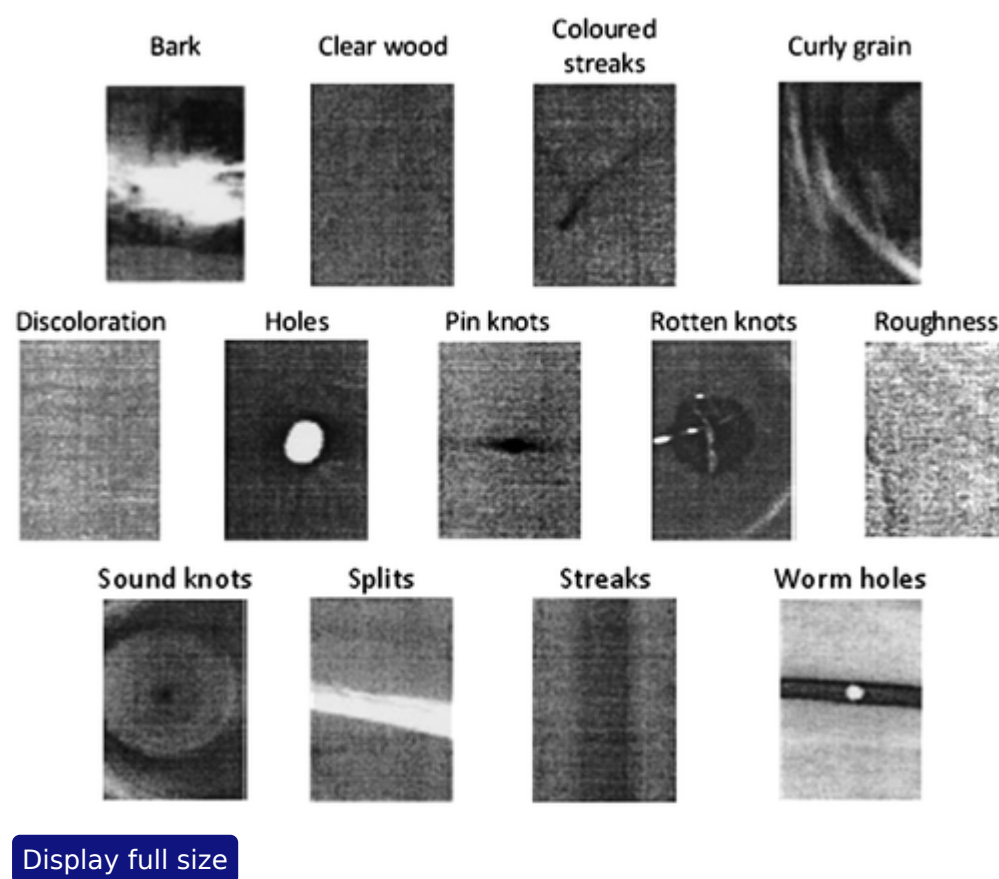 Bark
Clear wood
Coloured
streaks
Curly grain
Discoloration
Holes
Pin knots
Rotten knots
Roughness
Sound knots
Splits
Streaks
Worm holes
Display full size